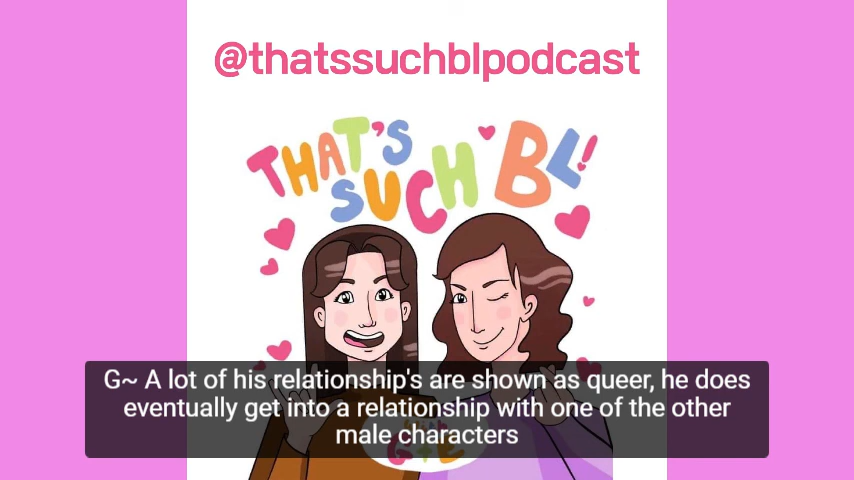 @thatssuchblpodcast
THAT'S
SUCH BL!
G~ A lot of his relationship's are shown as queer, he does
eventually get into a relationship with one of the other
male characters